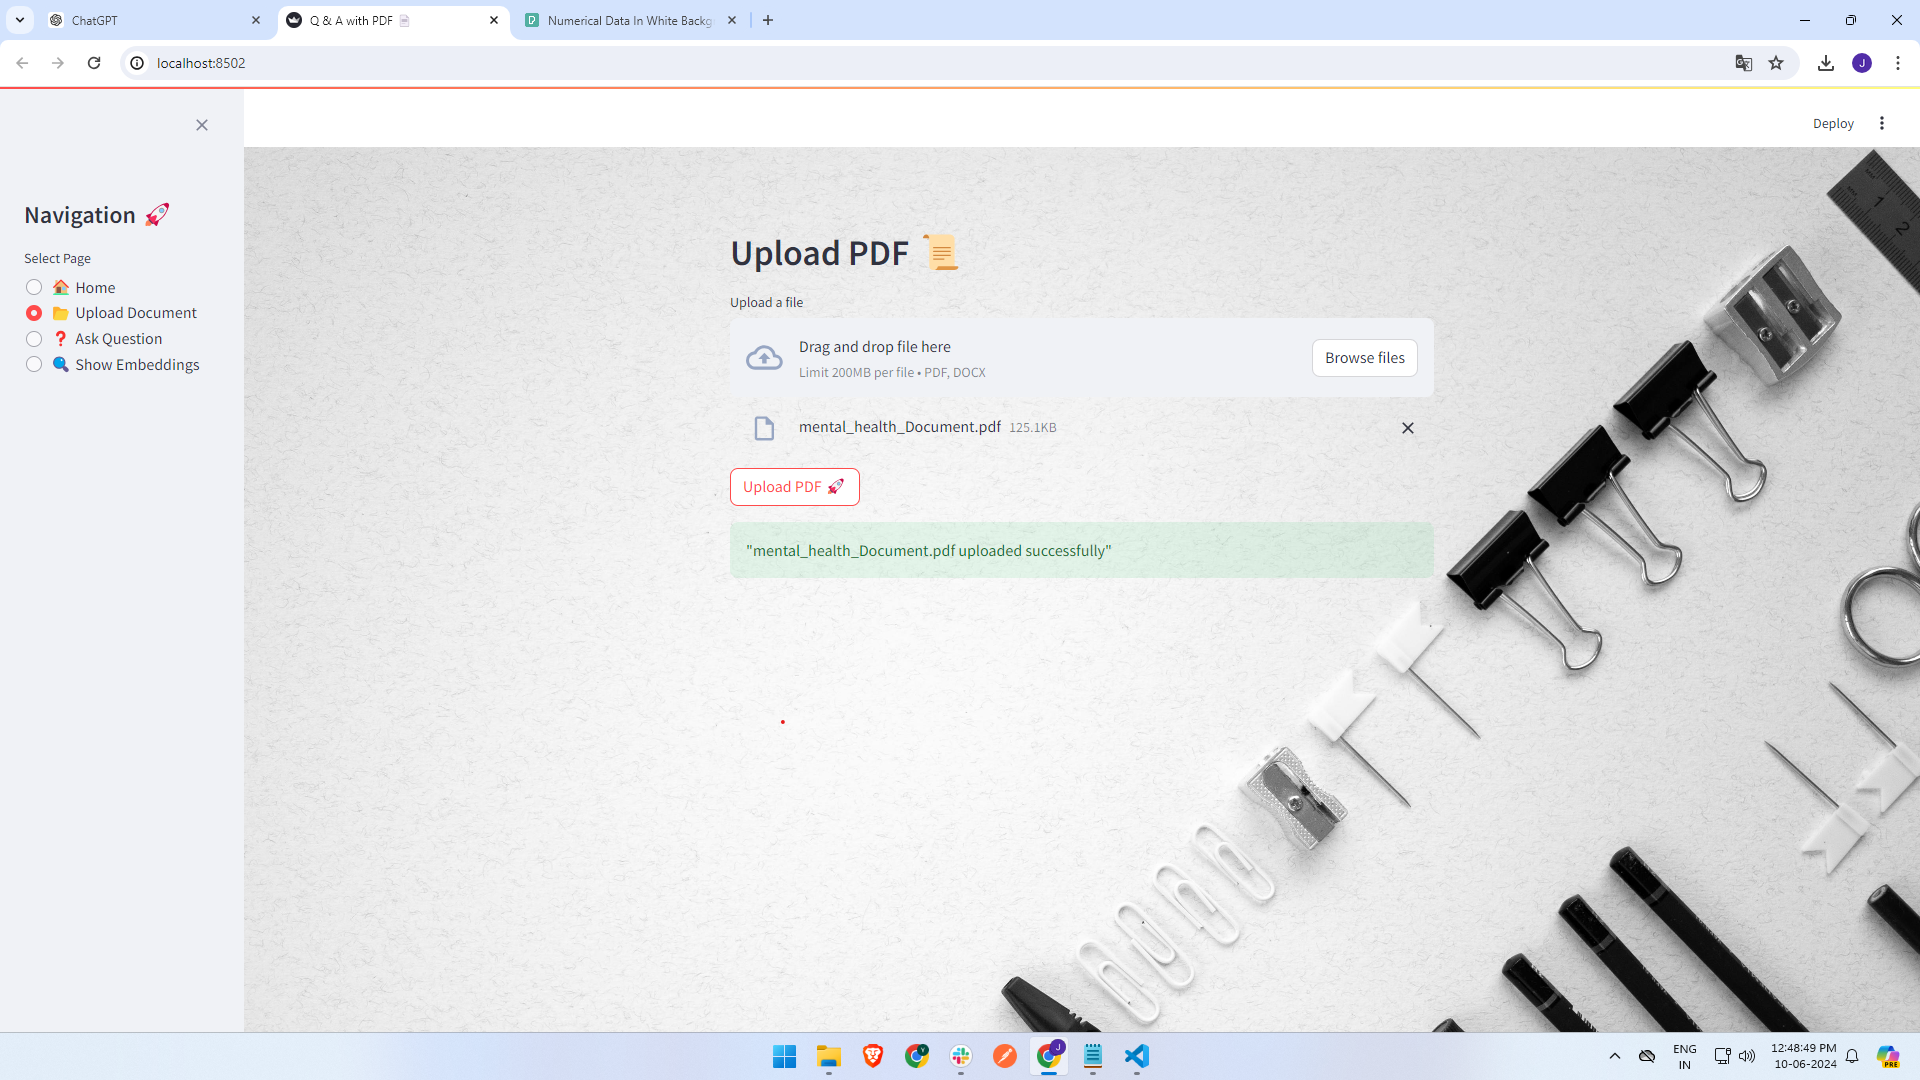 ChatGPT
Q & A with PDF
Numerical Data In White Backg
localhost:8502
J
Deploy
Navigation 🚀
Select Page
🏠 Home
📁 Upload Document
❓ Ask Question
🔍 Show Embeddings
Upload PDF 📜
Upload a file
Drag and drop file here
Limit 200MB per file • PDF, DOCX
Browse files
mental_health_Document.pdf 125.1KB
Upload PDF 🚀
"mental_health_Document.pdf uploaded successfully"
1
2
ENG
IN
12:48:49 PM
10-06-2024
PRE